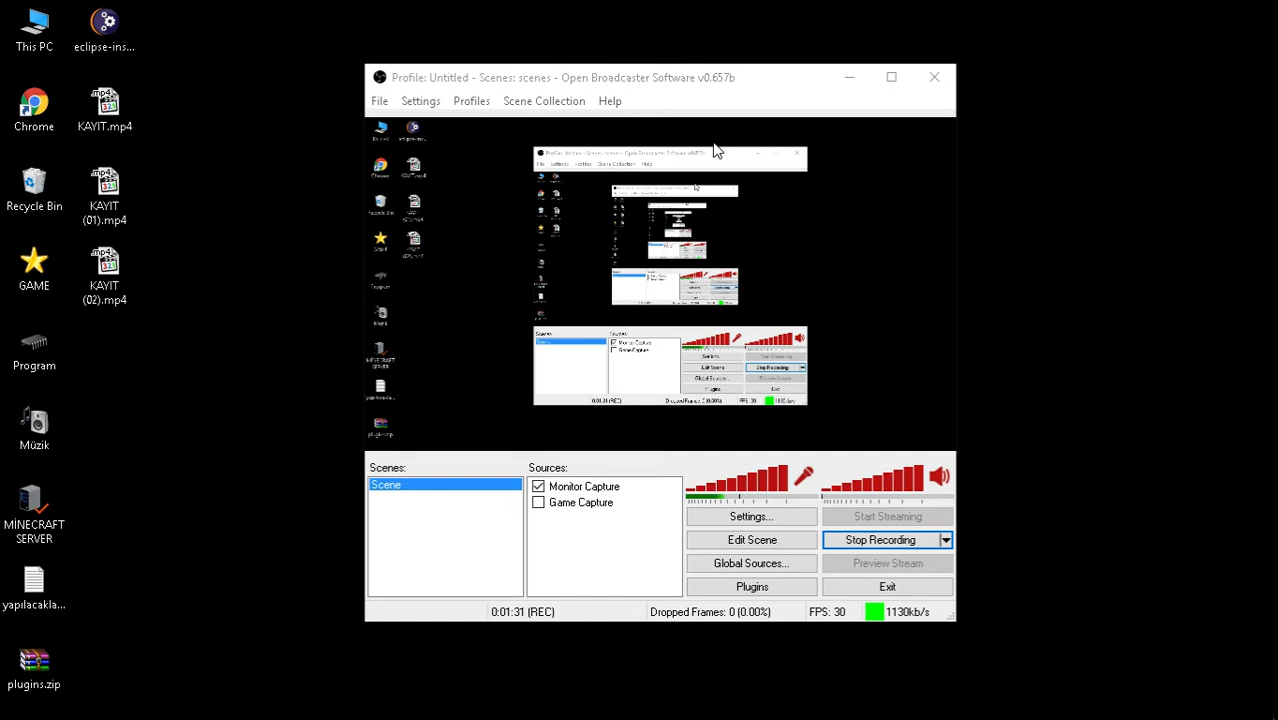 This PC
eclipse-ins...
Chrome
KAYIT.mp4
Recycle Bin
KAYIT
(01).mp4
GAME
KAYIT
(02).mp4
Program
Müzik
MİNECRAFT
SERVER
yapılacakla...
plugins.zip
Profile: Untitled - Scenes: scenes - Open Broadcaster Software v0.657b
File Settings Profiles Scene Collection Help
Scenes:
Scene
Sources:
Monitor Capture
Game Capture
Settings...
Start Streaming
Edit Scene
Stop Recording
Global Sources...
Preview Stream
Plugins
Exit
0:01:31 (REC)
Dropped Frames: 0 (0.00%)
FPS: 30
1130kb/s